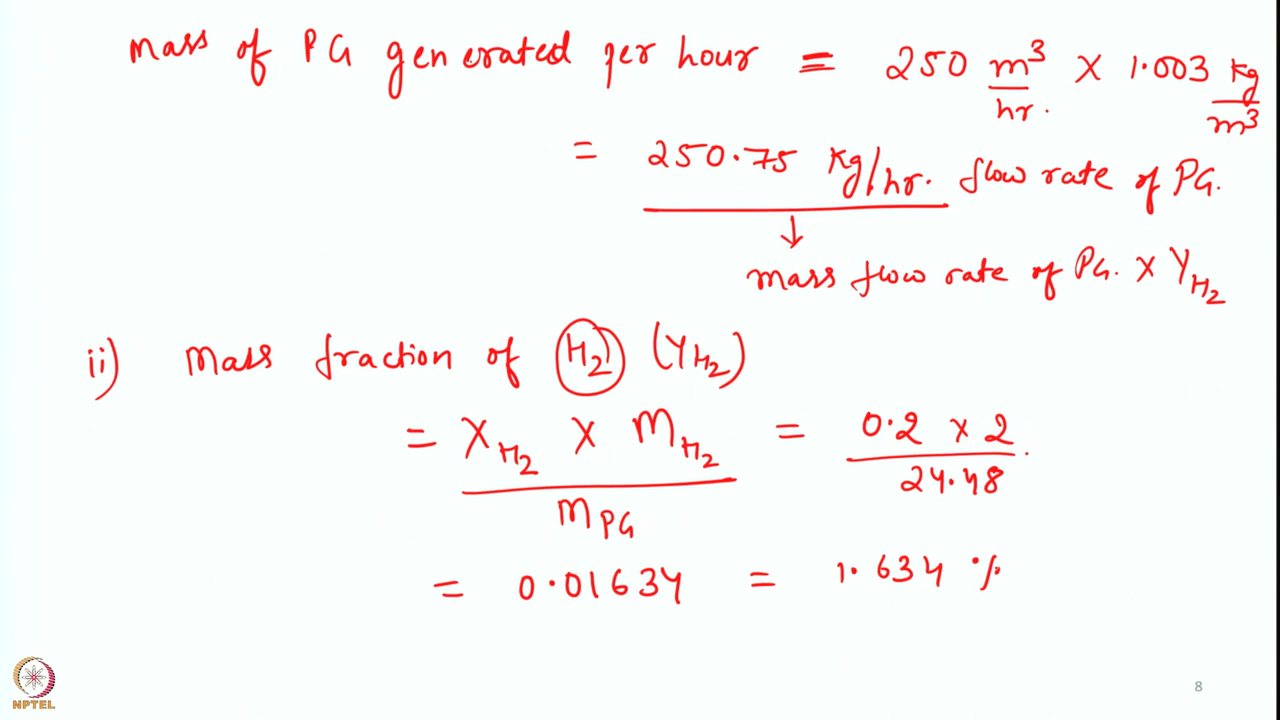 Mass of PG generated per hour = 250 m³/hr. × 1.003 Kg/m³
= 250.75 Kg/hr. flow rate of PG.
↓
mass flow rate of PG. × Y_H₂
ii) Mass fraction of H₂ (Y_H₂)
= X_H₂ × M_H₂ / M_PG = 0.2 × 2 / 24.48
= 0.01634 = 1.634 %
NPTEL
8